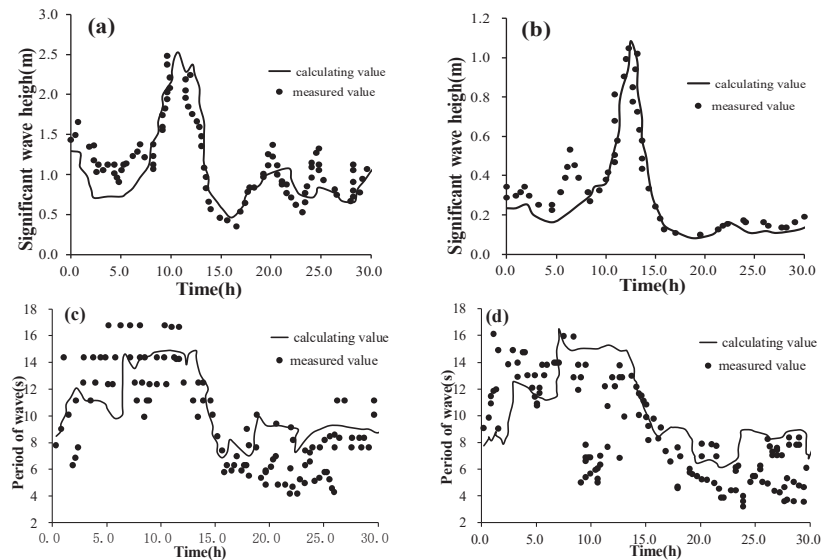 (a)
Significant wave heigh(m)
3.0
2.5
2.0
1.5
1.0
0.5
0.0
calculating value
measured value
0.0 5.0 10.0 15.0 20.0 25.0 30.0
Time(h)
(b)
Significant wave heigh(m)
1.2
1.0
0.8
0.6
0.4
0.2
0.0
calculating value
measured value
0.0 5.0 10.0 15.0 20.0 25.0 30.0
Time(h)
(c)
Period of wave(s)
18
16
14
12
10
8
6
4
2
calculating value
measured value
0.0 5.0 10.0 15.0 20.0 25.0 30.0
Time(h)
(d)
Period of wave(s)
18
16
14
12
10
8
6
4
2
calculating value
measured value
0.0 5.0 10.0 15.0 20.0 25.0 30.0
Time(h)